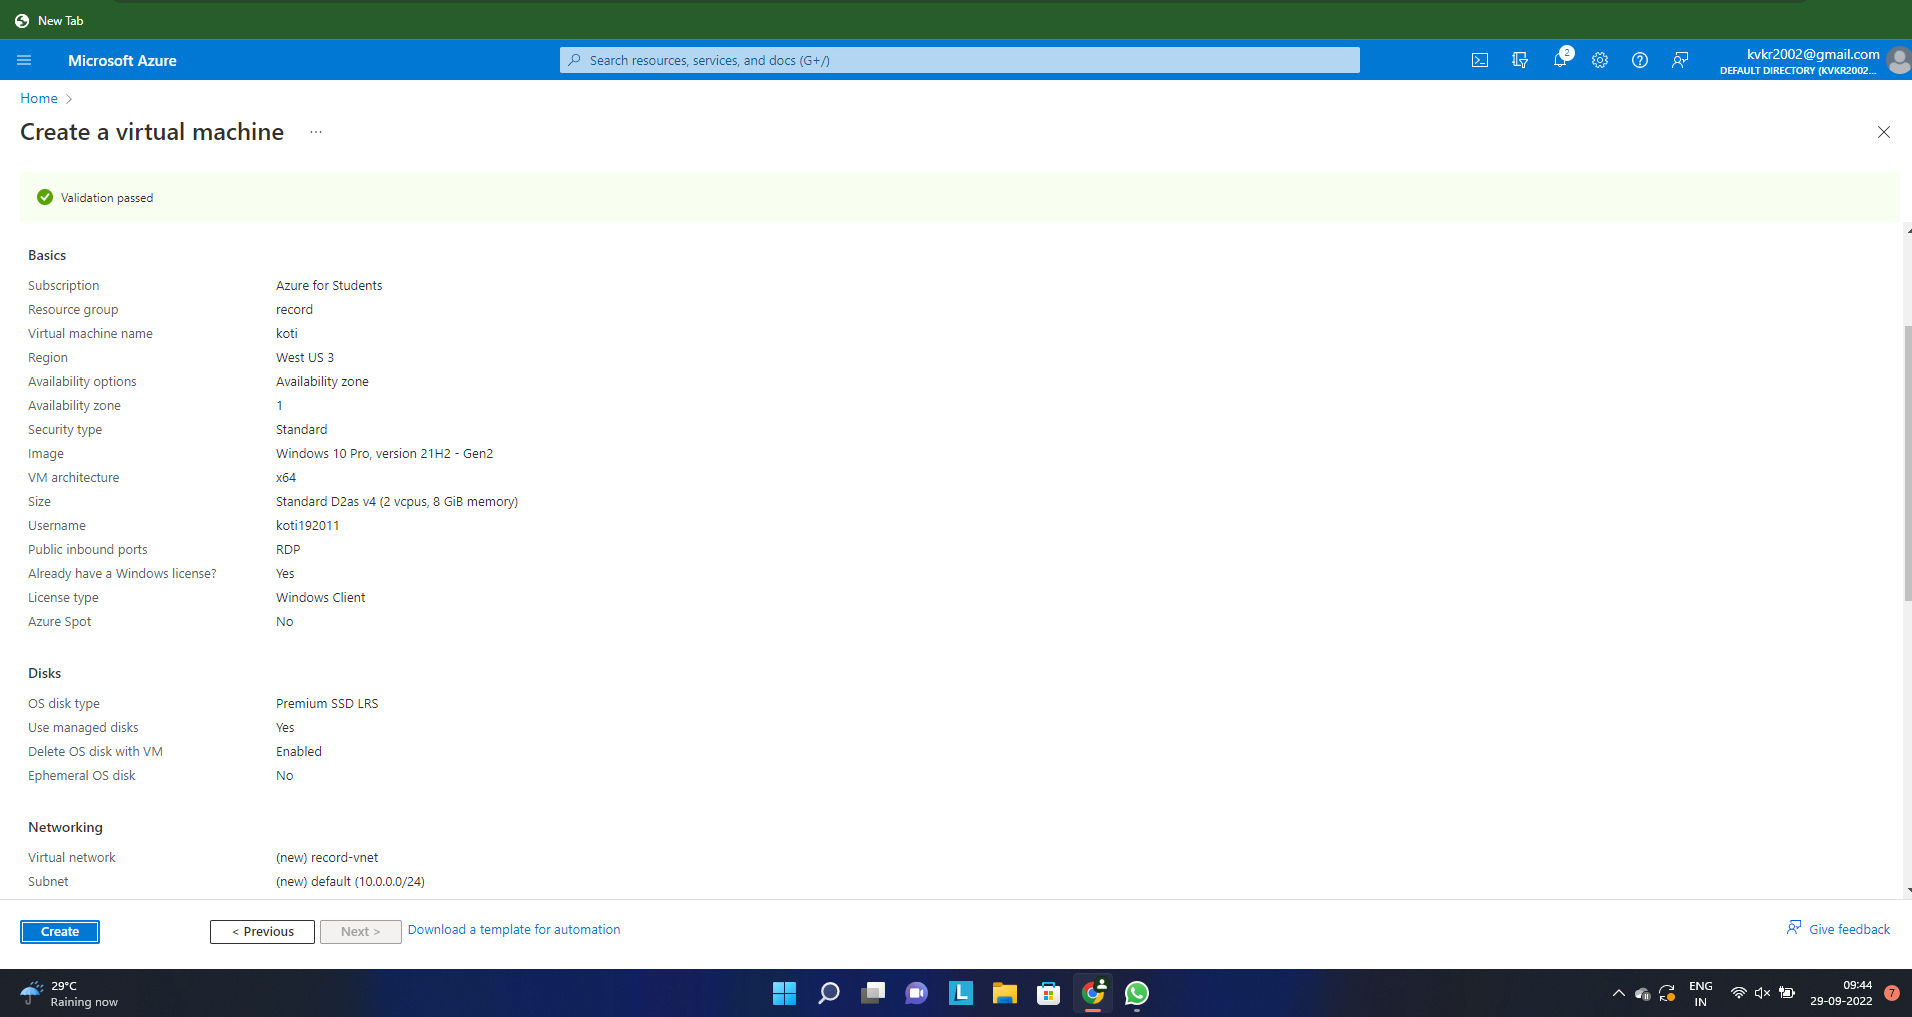 New Tab
Microsoft Azure
Search resources, services, and docs (G+/)
2
kvkr2002@gmail.com
DEFAULT DIRECTORY (KVKR2002...
Home >
Create a virtual machine ...
Validation passed
Basics
Subscription Azure for Students
Resource group record
Virtual machine name koti
Region West US 3
Availability options Availability zone
Availability zone 1
Security type Standard
Image Windows 10 Pro, version 21H2 - Gen2
VM architecture x64
Size Standard D2as v4 (2 vcpus, 8 GiB memory)
Username koti192011
Public inbound ports RDP
Already have a Windows license? Yes
License type Windows Client
Azure Spot No
Disks
OS disk type Premium SSD LRS
Use managed disks Yes
Delete OS disk with VM Enabled
Ephemeral OS disk No
Networking
Virtual network (new) record-vnet
Subnet (new) default (10.0.0.0/24)
Create < Previous Next > Download a template for automation Give feedback
29°C
Raining now
L
ENG
IN
09:44
29-09-2022
7